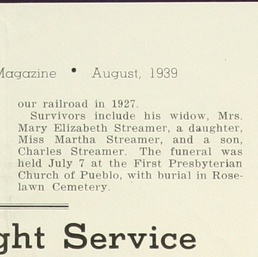 Magazine • August, 1939
our railroad in 1927.
Survivors include his widow, Mrs.
Mary Elizabeth Streamer, a daughter,
Miss Martha Streamer, and a son,
Charles Streamer. The funeral was
held July 7 at the First Presbyterian
Church of Pueblo, with burial in Rose-
lawn Cemetery.
ght Service